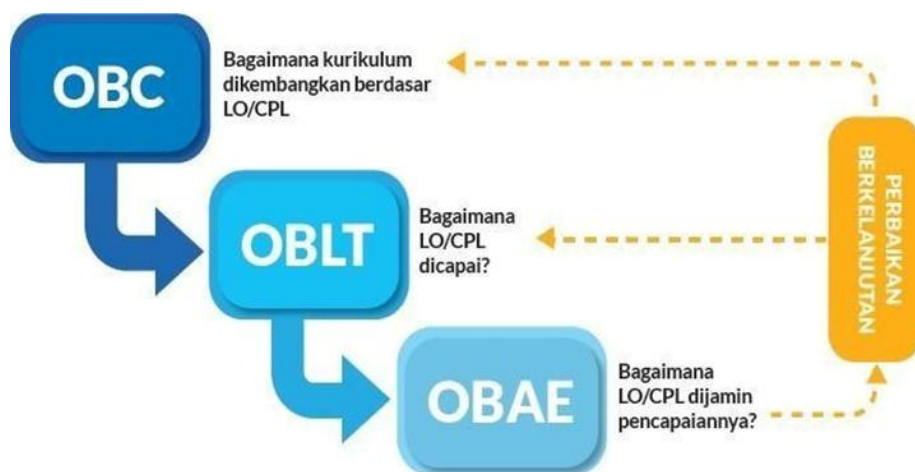 OBC
Bagaimana kurikulum
dikembangkan berdasar
LO/CPL
OBLT
Bagaimana
LO/CPL
dicapai?
OBAE
Bagaimana
LO/CPL dijamin
pencapaiannya?
PERBAIKAN
BERKELANJUTAN